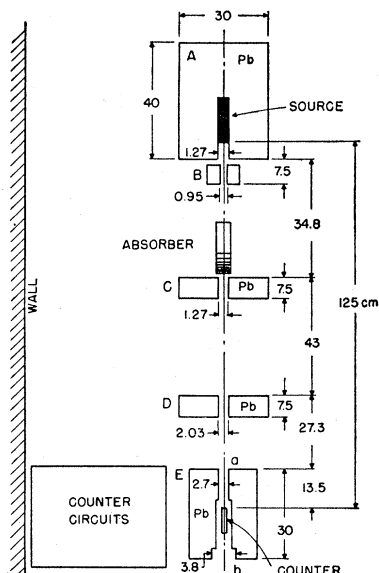 30
A
Pb
40
SOURCE
1.27
B
7.5
0.95
34.8
ABSORBER
C
Pb
7.5
1.27
125 cm
WALL
43
D
Pb
7.5
2.03
27.3
E
a
2.7
13.5
COUNTER
CIRCUITS
Pb
30
3.8
b
COUNTER